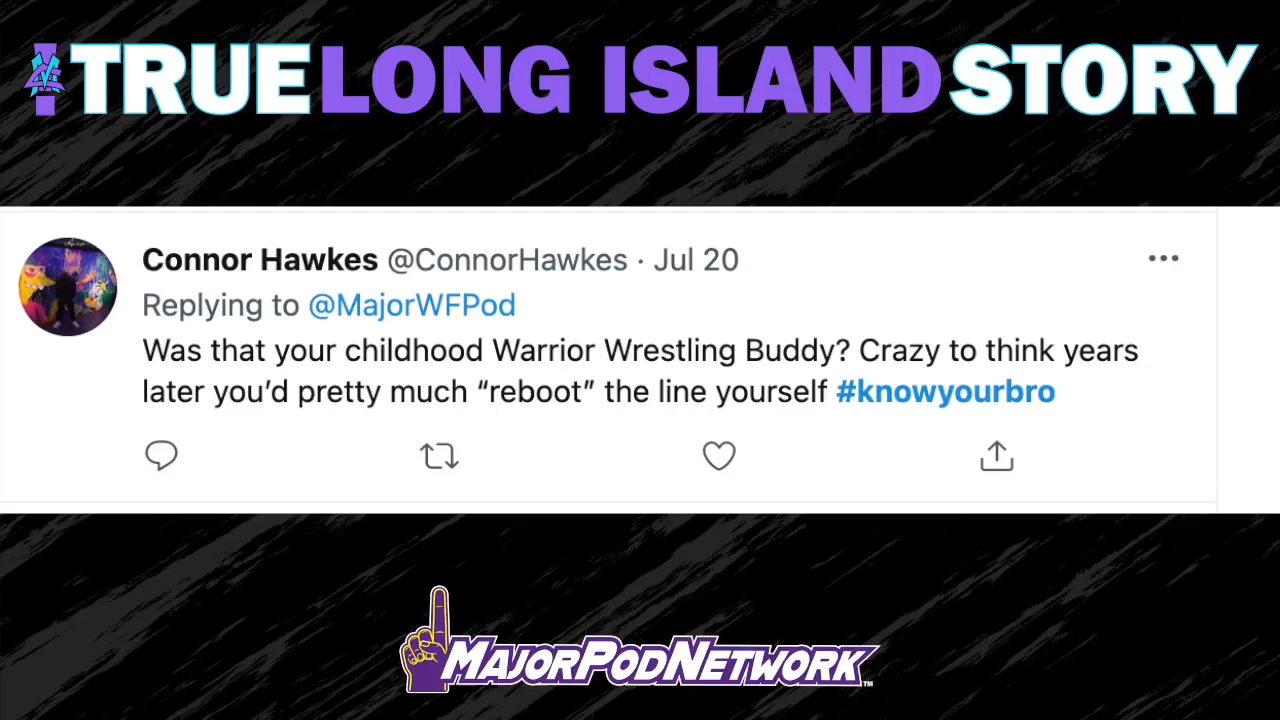 TRUE LONG ISLAND STORY
Connor Hawkes @ConnorHawkes · Jul 20
Replying to @MajorWFPod
Was that your childhood Warrior Wrestling Buddy? Crazy to think years
later you’d pretty much “reboot” the line yourself #knowyourbro
MAJORPODNETWORK™